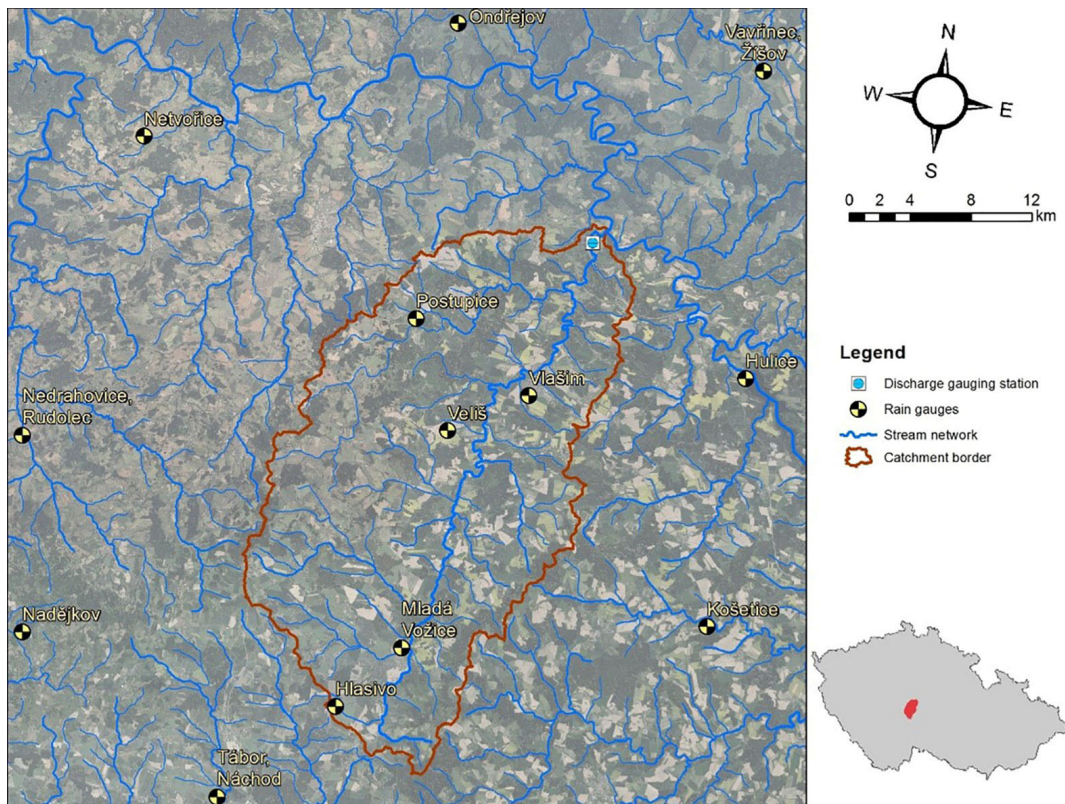 Ondřejov
Vavřinec,
Žíšov
Netvořice
Postupice
Hulice
Vlašim
Nedrahovice,
Rudolec
Veliš
Nadějkov
Mladá
Vožice
Košetice
Hlasivo
Tábor,
Náchod
N
W
E
S
0 2 4 8 12
km
Legend
Discharge gauging station
Rain gauges
Stream network
Catchment border